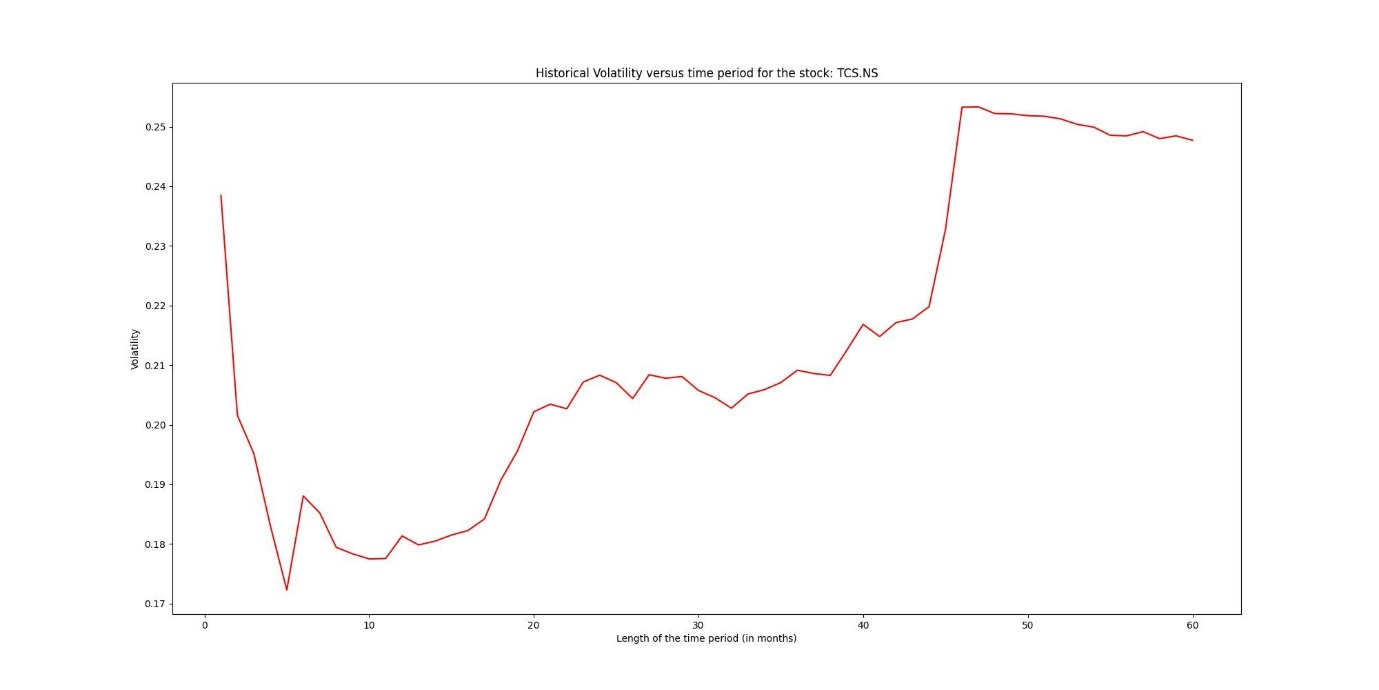 Historical Volatility versus time period for the stock: TCS.NS
0.25
0.24
0.23
0.22
0.21
0.20
0.19
0.18
0.17
Volatility
0 10 20 30 40 50 60
Length of the time period (in months)